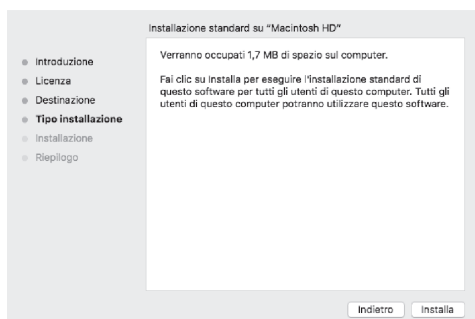 Installazione standard su "Macintosh HD"
Introduzione
Licenza
Destinazione
Tipo installazione
Installazione
Riepilogo
Verranno occupati 1,7 MB di spazio sul computer.
Fai clic su Installa per eseguire l'installazione standard di
questo software per tutti gli utenti di questo computer. Tutti gli
utenti di questo computer potranno utilizzare questo software.
Indietro
Installa